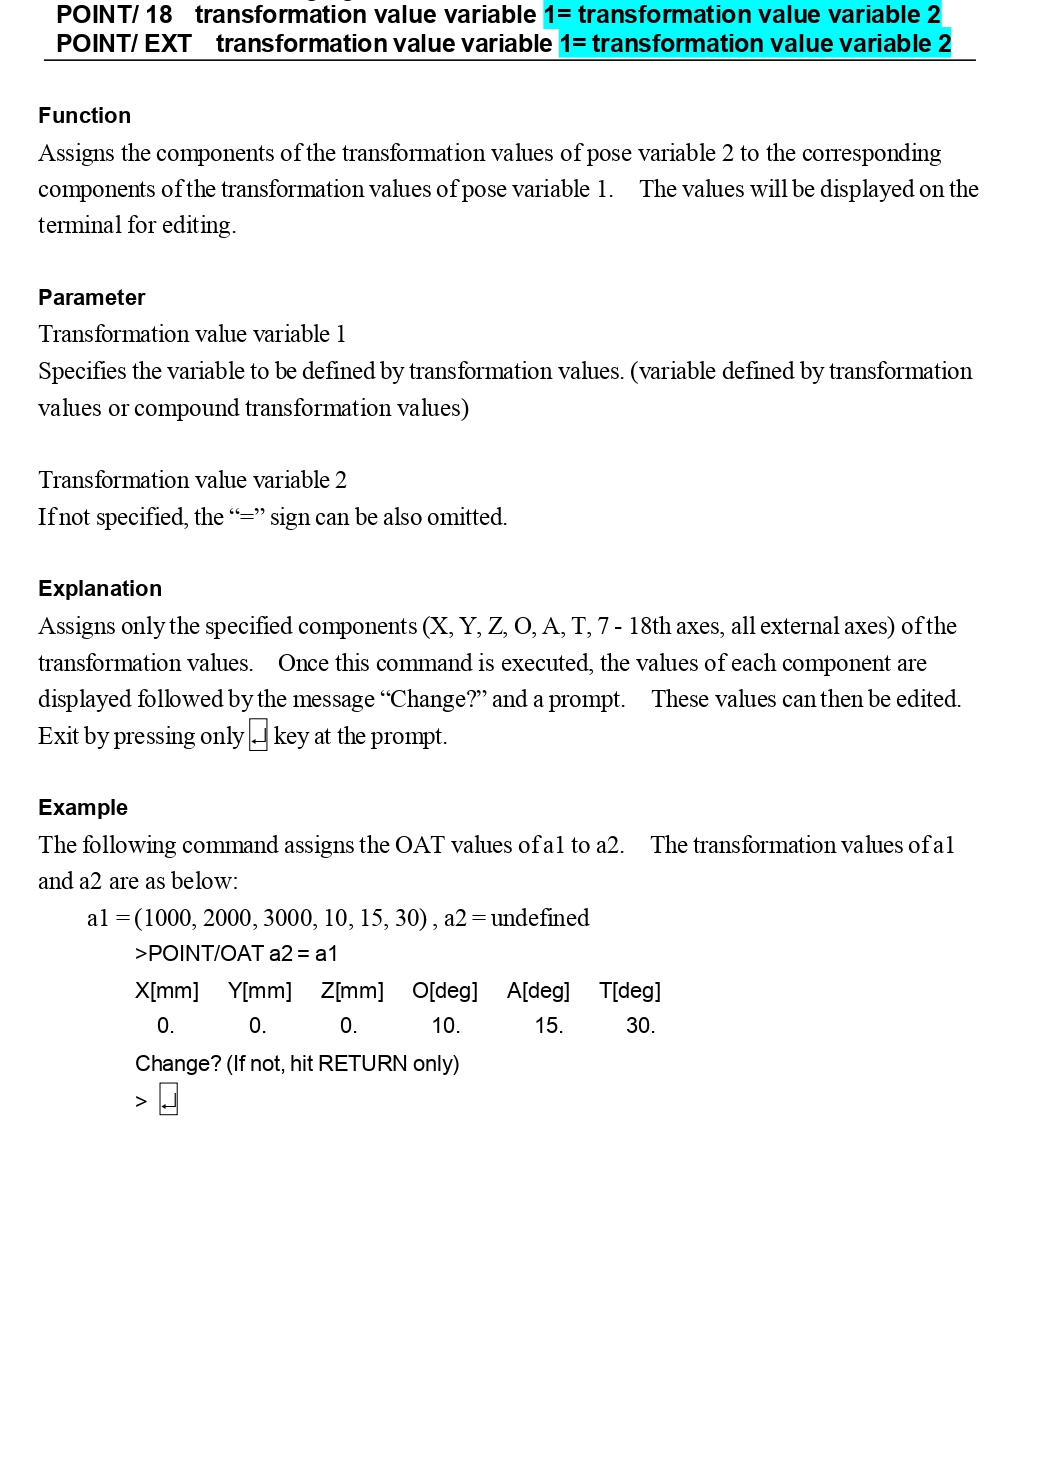 POINT/ 18 transformation value variable 1= transformation value variable 2
POINT/ EXT transformation value variable 1= transformation value variable 2
Function
Assigns the components of the transformation values of pose variable 2 to the corresponding
components of the transformation values of pose variable 1. The values will be displayed on the
terminal for editing.
Parameter
Transformation value variable 1
Specifies the variable to be defined by transformation values. (variable defined by transformation
values or compound transformation values)
Transformation value variable 2
If not specified, the “=” sign can be also omitted.
Explanation
Assigns only the specified components (X, Y, Z, O, A, T, 7 - 18th axes, all external axes) of the
transformation values. Once this command is executed, the values of each component are
displayed followed by the message “Change?” and a prompt. These values can then be edited.
Exit by pressing only ↵ key at the prompt.
Example
The following command assigns the OAT values of a1 to a2. The transformation values of a1
and a2 are as below:
a1 = (1000, 2000, 3000, 10, 15, 30) , a2 = undefined
>POINT/OAT a2 = a1
X[mm] Y[mm] Z[mm] O[deg] A[deg] T[deg]
0. 0. 0. 10. 15. 30.
Change? (If not, hit RETURN only)
> ↵